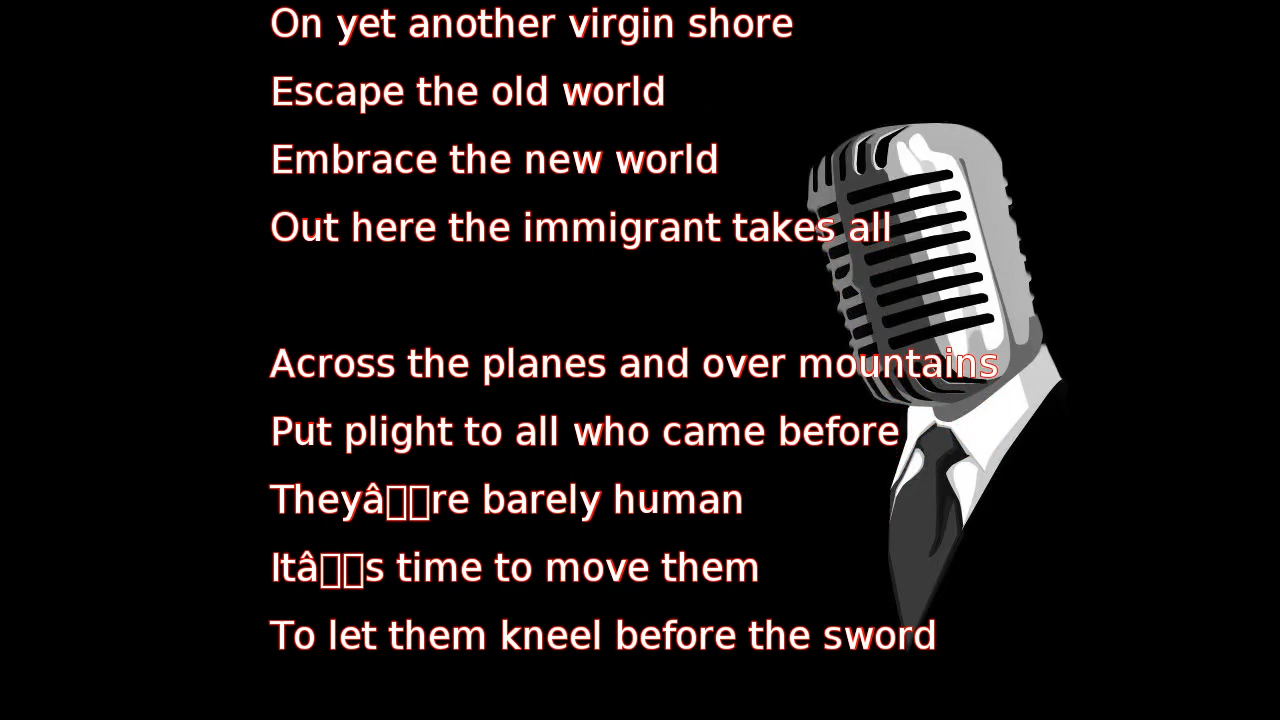 On yet another virgin shore
Escape the old world
Embrace the new world
Out here the immigrant takes all
Across the planes and over mountains
Put plight to all who came before
Theyâ▯▯re barely human
Itâ▯▯s time to move them
To let them kneel before the sword